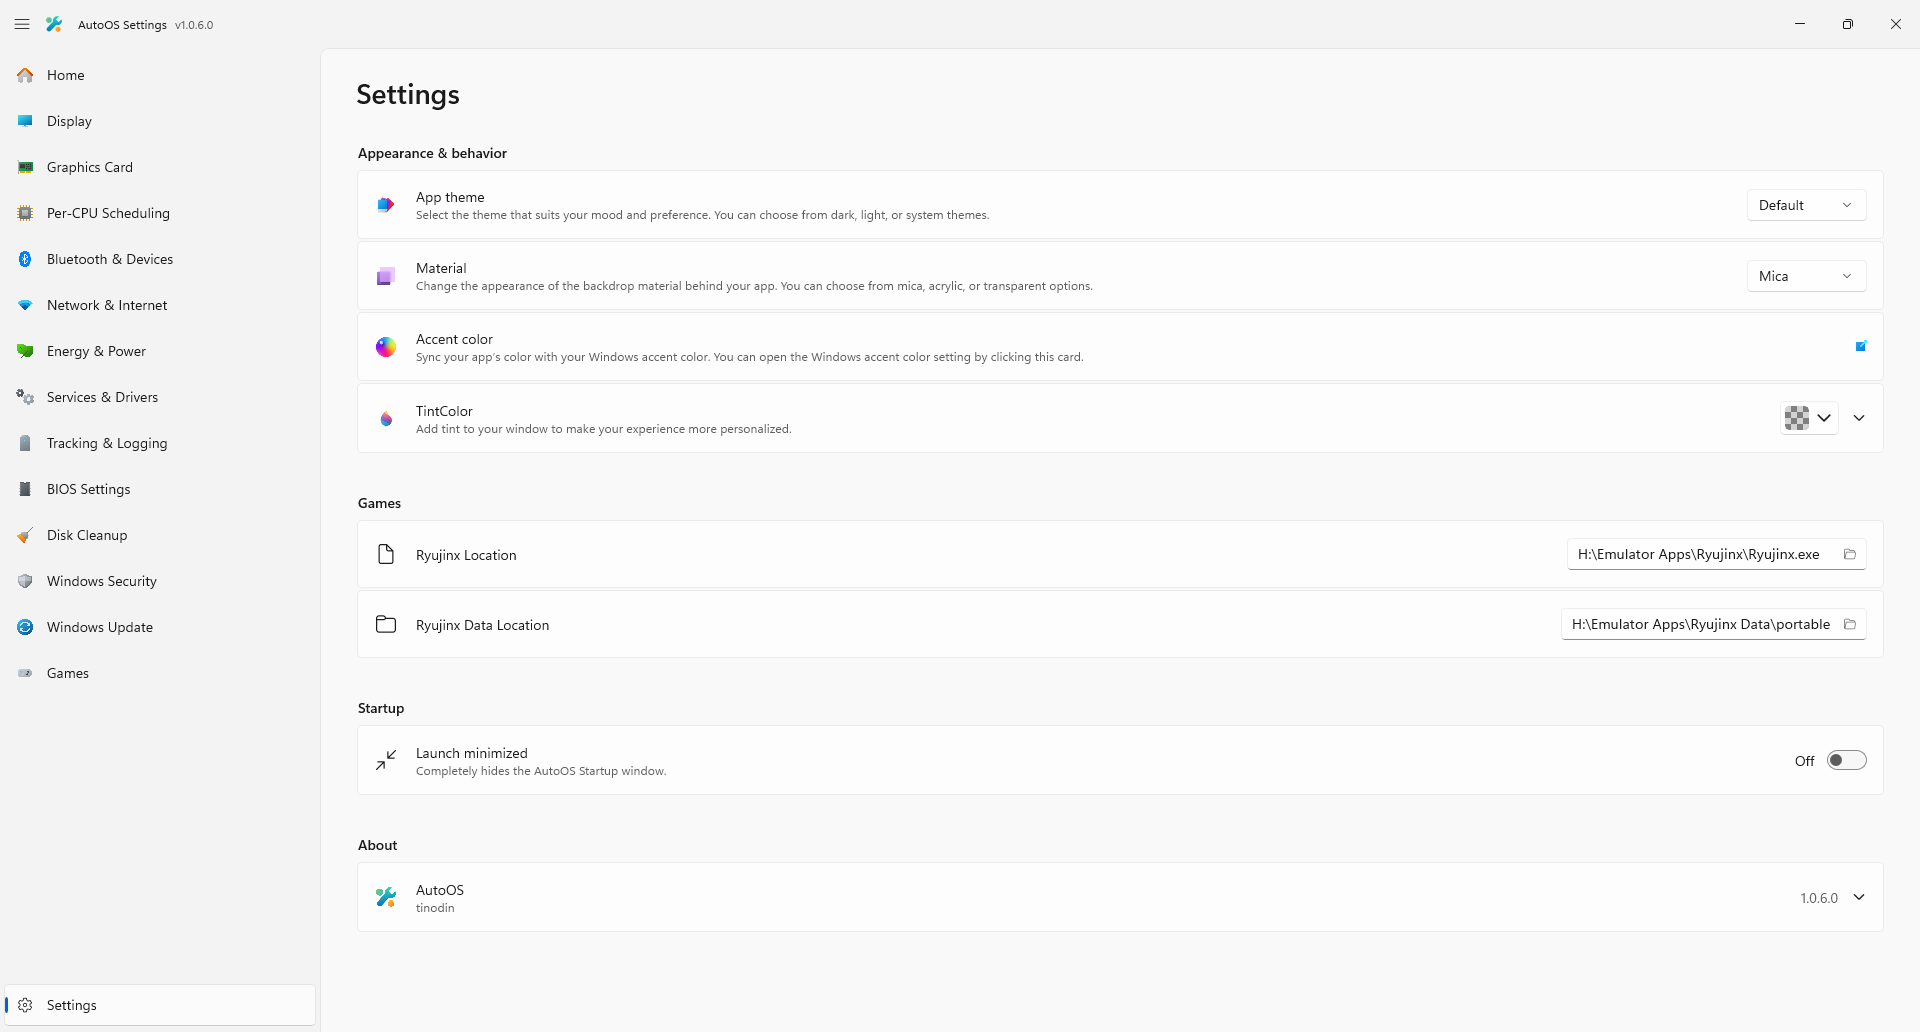 AutoOS Settings v1.0.6.0
Home
Display
Graphics Card
Per-CPU Scheduling
Bluetooth & Devices
Network & Internet
Energy & Power
Services & Drivers
Tracking & Logging
BIOS Settings
Disk Cleanup
Windows Security
Windows Update
Games
Settings
Settings
Appearance & behavior
App theme
Select the theme that suits your mood and preference. You can choose from dark, light, or system themes.
Default
Material
Change the appearance of the backdrop material behind your app. You can choose from mica, acrylic, or transparent options.
Mica
Accent color
Sync your app's color with your Windows accent color. You can open the Windows accent color setting by clicking this card.
TintColor
Add tint to your window to make your experience more personalized.
Games
Ryujinx Location
H:\Emulator Apps\Ryujinx\Ryujinx.exe
Ryujinx Data Location
H:\Emulator Apps\Ryujinx Data\portable
Startup
Launch minimized
Completely hides the AutoOS Startup window.
Off
About
AutoOS
tinodin
1.0.6.0